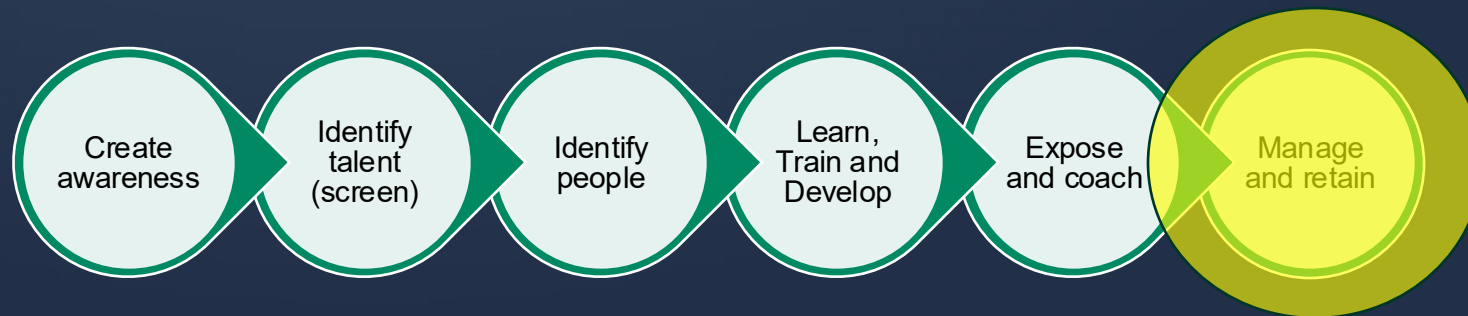 Create
awareness
Identify
talent
(screen)
Identify
people
Learn,
Train and
Develop
Expose
and coach
Manage
and retain